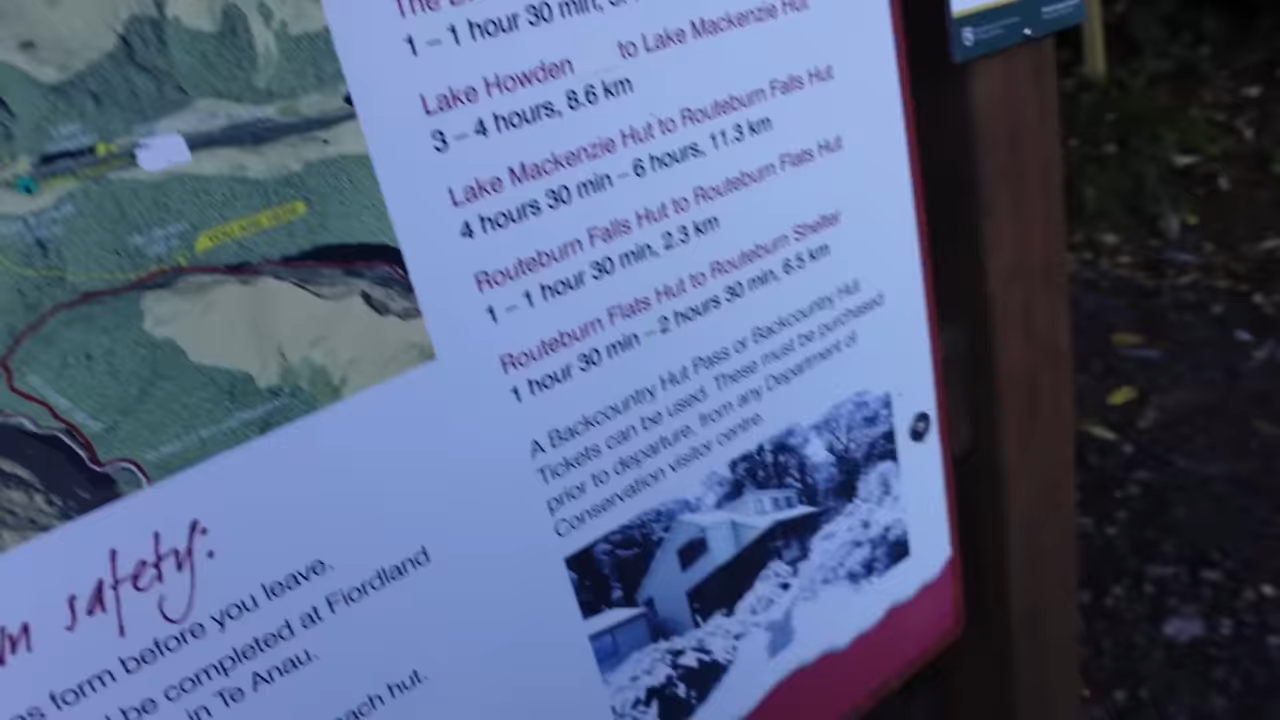 The
1 – 1 hour 30 min,
Lake Howden to Lake Mackenzie Hut
3 – 4 hours, 8.6 km
Lake Mackenzie Hut to Routeburn Falls Hut
4 hours 30 min – 6 hours, 11.3 km
Routeburn Falls Hut to Routeburn Flats Hut
1 – 1 hour 30 min, 2.3 km
Routeburn Flats Hut to Routeburn Shelter
1 hour 30 min – 2 hours 30 min, 6.5 km
A Backcountry Hut Pass or Backcountry Hut
Tickets can be used. These must be purchased
prior to departure, from any Department of
Conservation visitor centre.
safety:
form before you leave.
be completed at Fiordland
in Te Anau.
each hut.